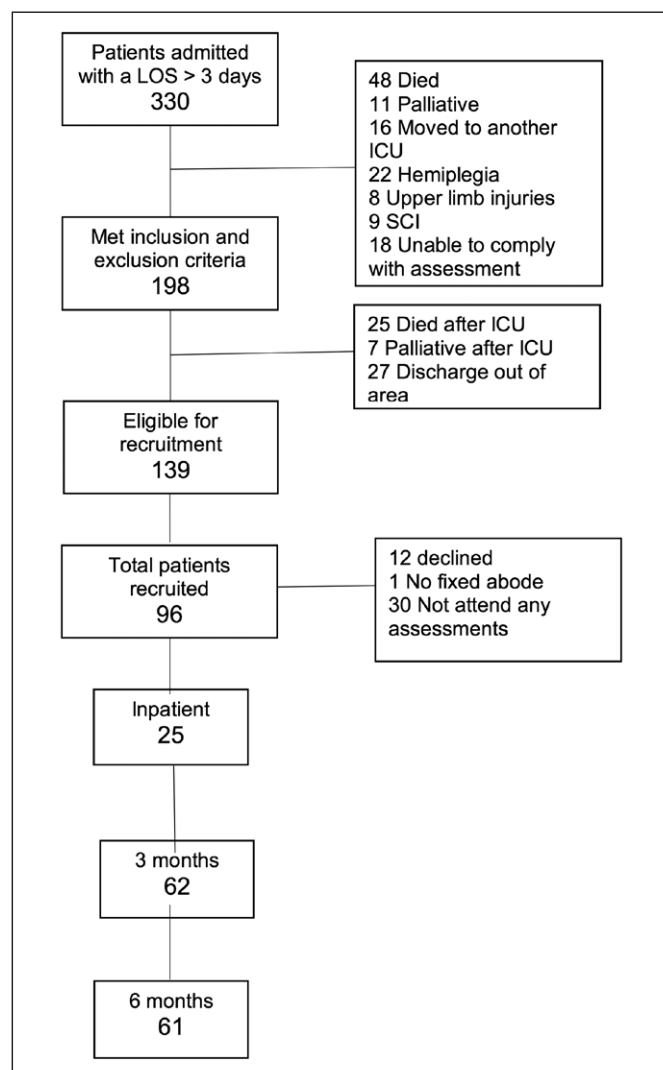 Patients admitted
with a LOS > 3 days
330
48 Died
11 Palliative
16 Moved to another
ICU
22 Hemiplegia
8 Upper limb injuries
9 SCI
18 Unable to comply
with assessment
Met inclusion and
exclusion criteria
198
25 Died after ICU
7 Palliative after ICU
27 Discharge out of
area
Eligible for
recruitment
139
Total patients
recruited
96
12 declined
1 No fixed abode
30 Not attend any
assessments
Inpatient
25
3 months
62
6 months
61